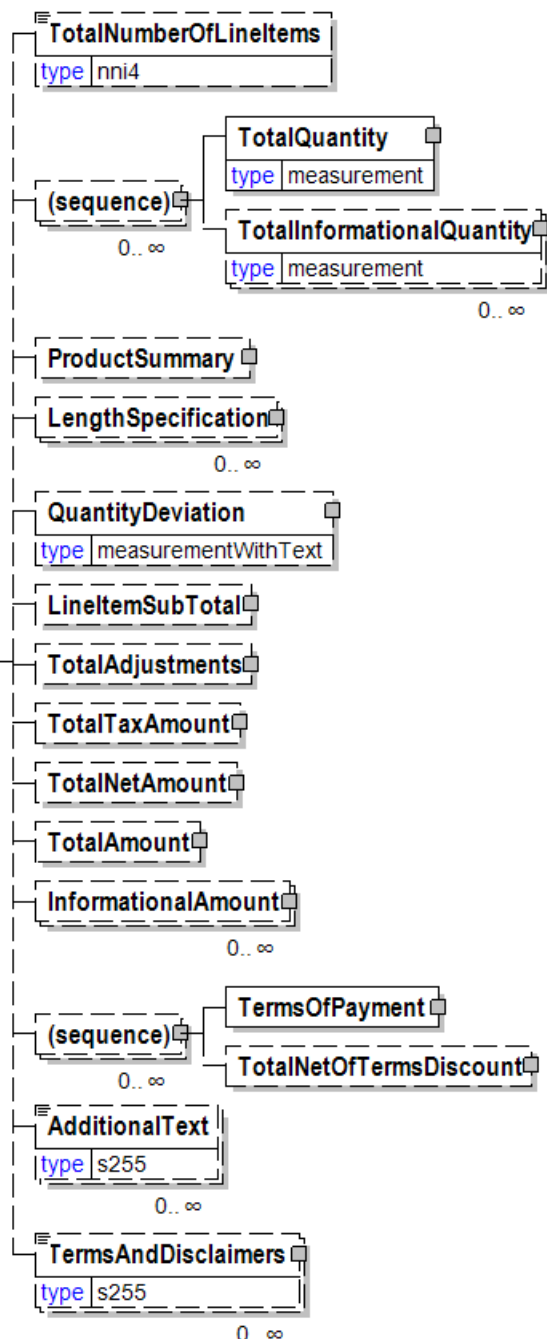 TotalNumberOfLineItems
type nni4
TotalQuantity
type measurement
(sequence)
0.. ∞
TotalInformationalQuantity
type measurement
0.. ∞
ProductSummary
LengthSpecification
0.. ∞
QuantityDeviation
type measurementWithText
LineItemSubTotal
TotalAdjustments
TotalTaxAmount
TotalNetAmount
TotalAmount
InformationalAmount
0.. ∞
TermsOfPayment
(sequence)
0.. ∞
TotalNetOfTermsDiscount
AdditionalText
type s255
0.. ∞
TermsAndDisclaimers
type s255
0.. ∞